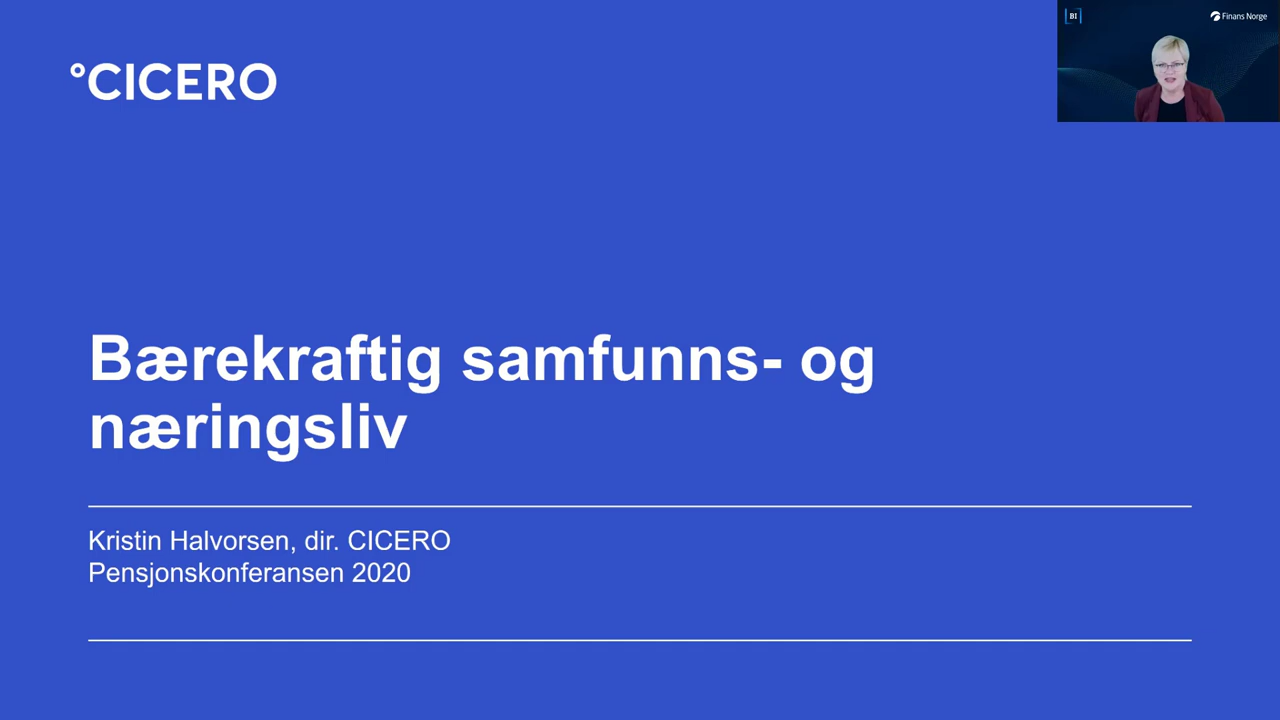 °CICERO
BI
Finans Norge
Bærekraftig samfunns- og
næringsliv
Kristin Halvorsen, dir. CICERO
Pensjonskonferansen 2020